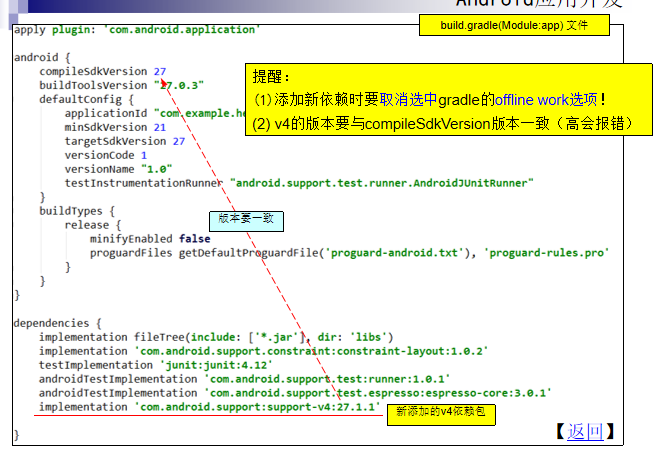 Android应用开发
build.gradle(Module:app) 文件
apply plugin: 'com.android.application'
android {
compileSdkVersion 27
buildToolsVersion "27.0.3"
defaultConfig {
applicationId "com.example.he
minSdkVersion 21
targetSdkVersion 27
versionCode 1
versionName "1.0"
testInstrumentationRunner "android.support.test.runner.AndroidJUnitRunner"
}
提醒：
(1) 添加新依赖时要取消选中gradle的offline work选项！
(2) v4的版本要与compileSdkVersion版本一致（高会报错）
buildTypes {
release {
minifyEnabled false
proguardFiles getDefaultProguardFile('proguard-android.txt'), 'proguard-rules.pro'
}
}
}
版本要一致
dependencies {
implementation fileTree(include: ['*.jar'], dir: 'libs')
implementation 'com.android.support.constraint:constraint-layout:1.0.2'
testImplementation 'junit:junit:4.12'
androidTestImplementation 'com.android.support.test:runner:1.0.1'
androidTestImplementation 'com.android.support.test.espresso:espresso-core:3.0.1'
implementation 'com.android.support:support-v4:27.1.1'
新添加的v4依赖包
}
【返回】